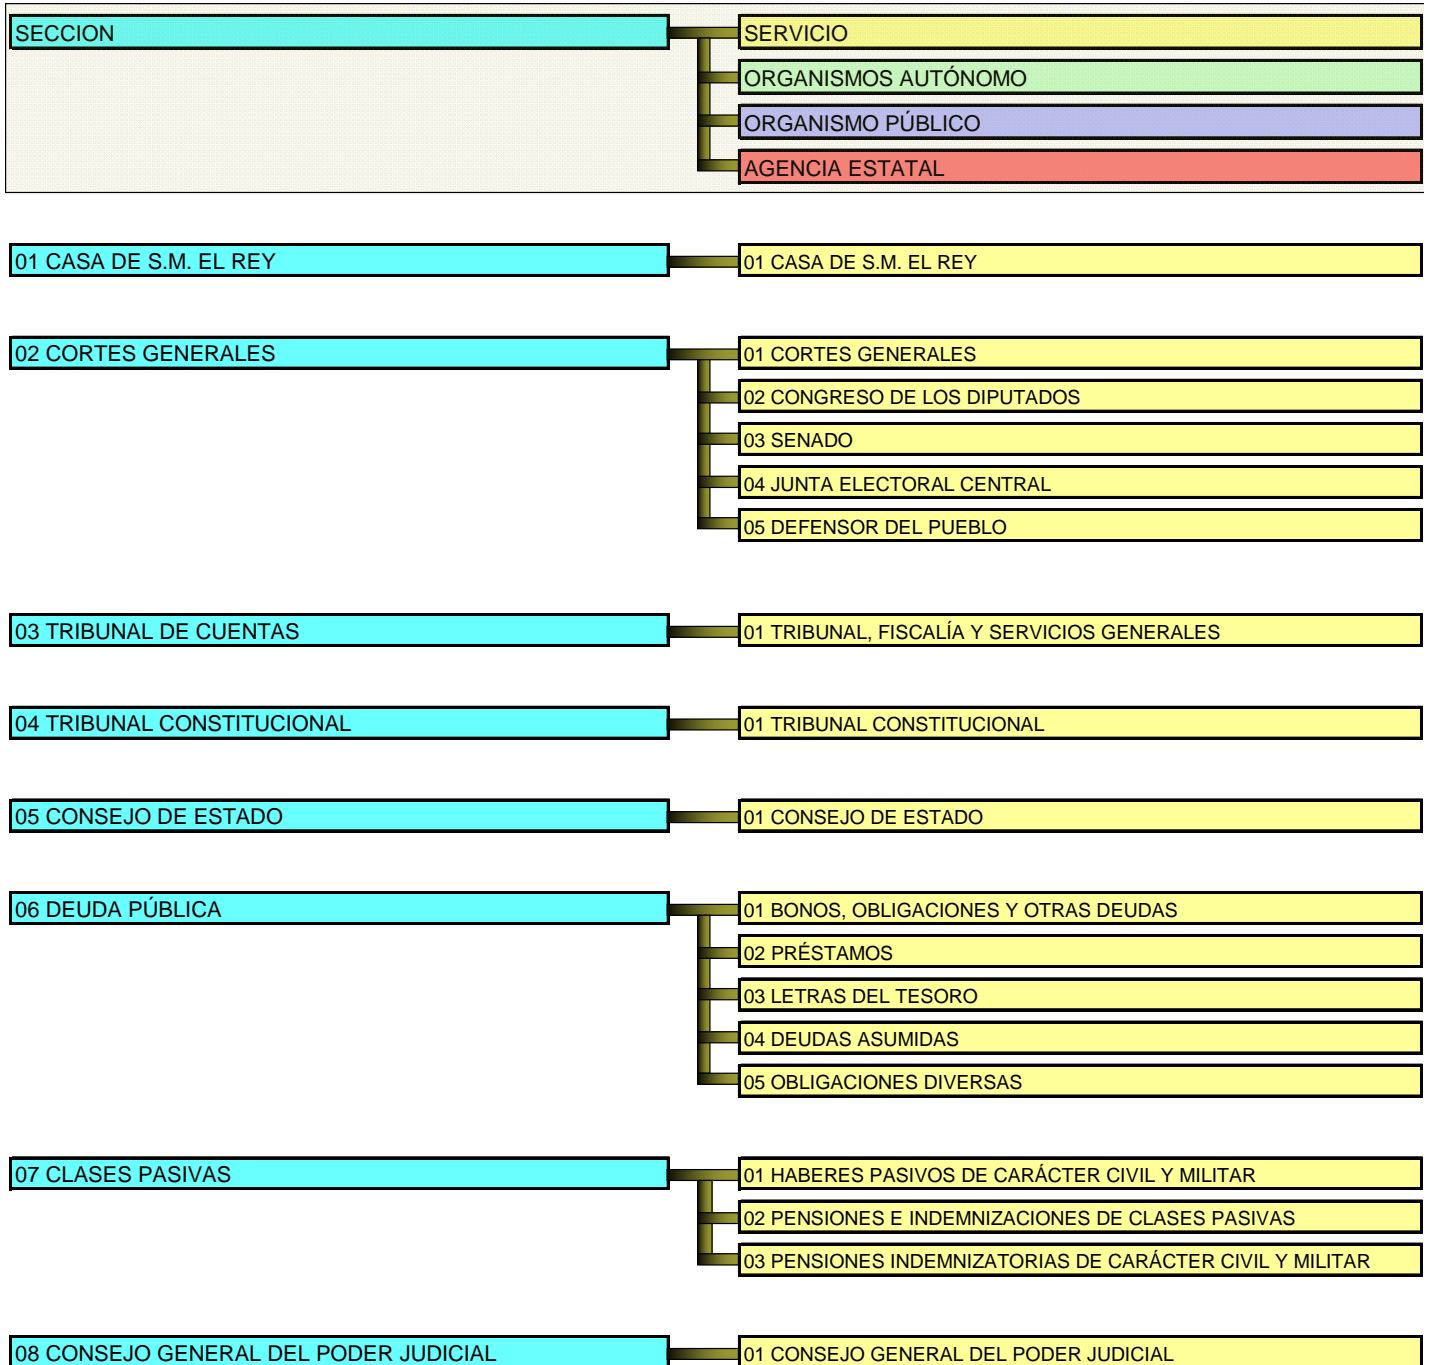 SECCION
SERVICIO
ORGANISMOS AUTÓNOMO
ORGANISMO PÚBLICO
AGENCIA ESTATAL
01 CASA DE S.M. EL REY
01 CASA DE S.M. EL REY
02 CORTES GENERALES
01 CORTES GENERALES
02 CONGRESO DE LOS DIPUTADOS
03 SENADO
04 JUNTA ELECTORAL CENTRAL
05 DEFENSOR DEL PUEBLO
03 TRIBUNAL DE CUENTAS
01 TRIBUNAL, FISCALÍA Y SERVICIOS GENERALES
04 TRIBUNAL CONSTITUCIONAL
01 TRIBUNAL CONSTITUCIONAL
05 CONSEJO DE ESTADO
01 CONSEJO DE ESTADO
06 DEUDA PÚBLICA
01 BONOS, OBLIGACIONES Y OTRAS DEUDAS
02 PRÉSTAMOS
03 LETRAS DEL TESORO
04 DEUDAS ASUMIDAS
05 OBLIGACIONES DIVERSAS
07 CLASES PASIVAS
01 HABERES PASIVOS DE CARÁCTER CIVIL Y MILITAR
02 PENSIONES E INDEMNIZACIONES DE CLASES PASIVAS
03 PENSIONES INDEMNIZATORIAS DE CARÁCTER CIVIL Y MILITAR
08 CONSEJO GENERAL DEL PODER JUDICIAL
01 CONSEJO GENERAL DEL PODER JUDICIAL